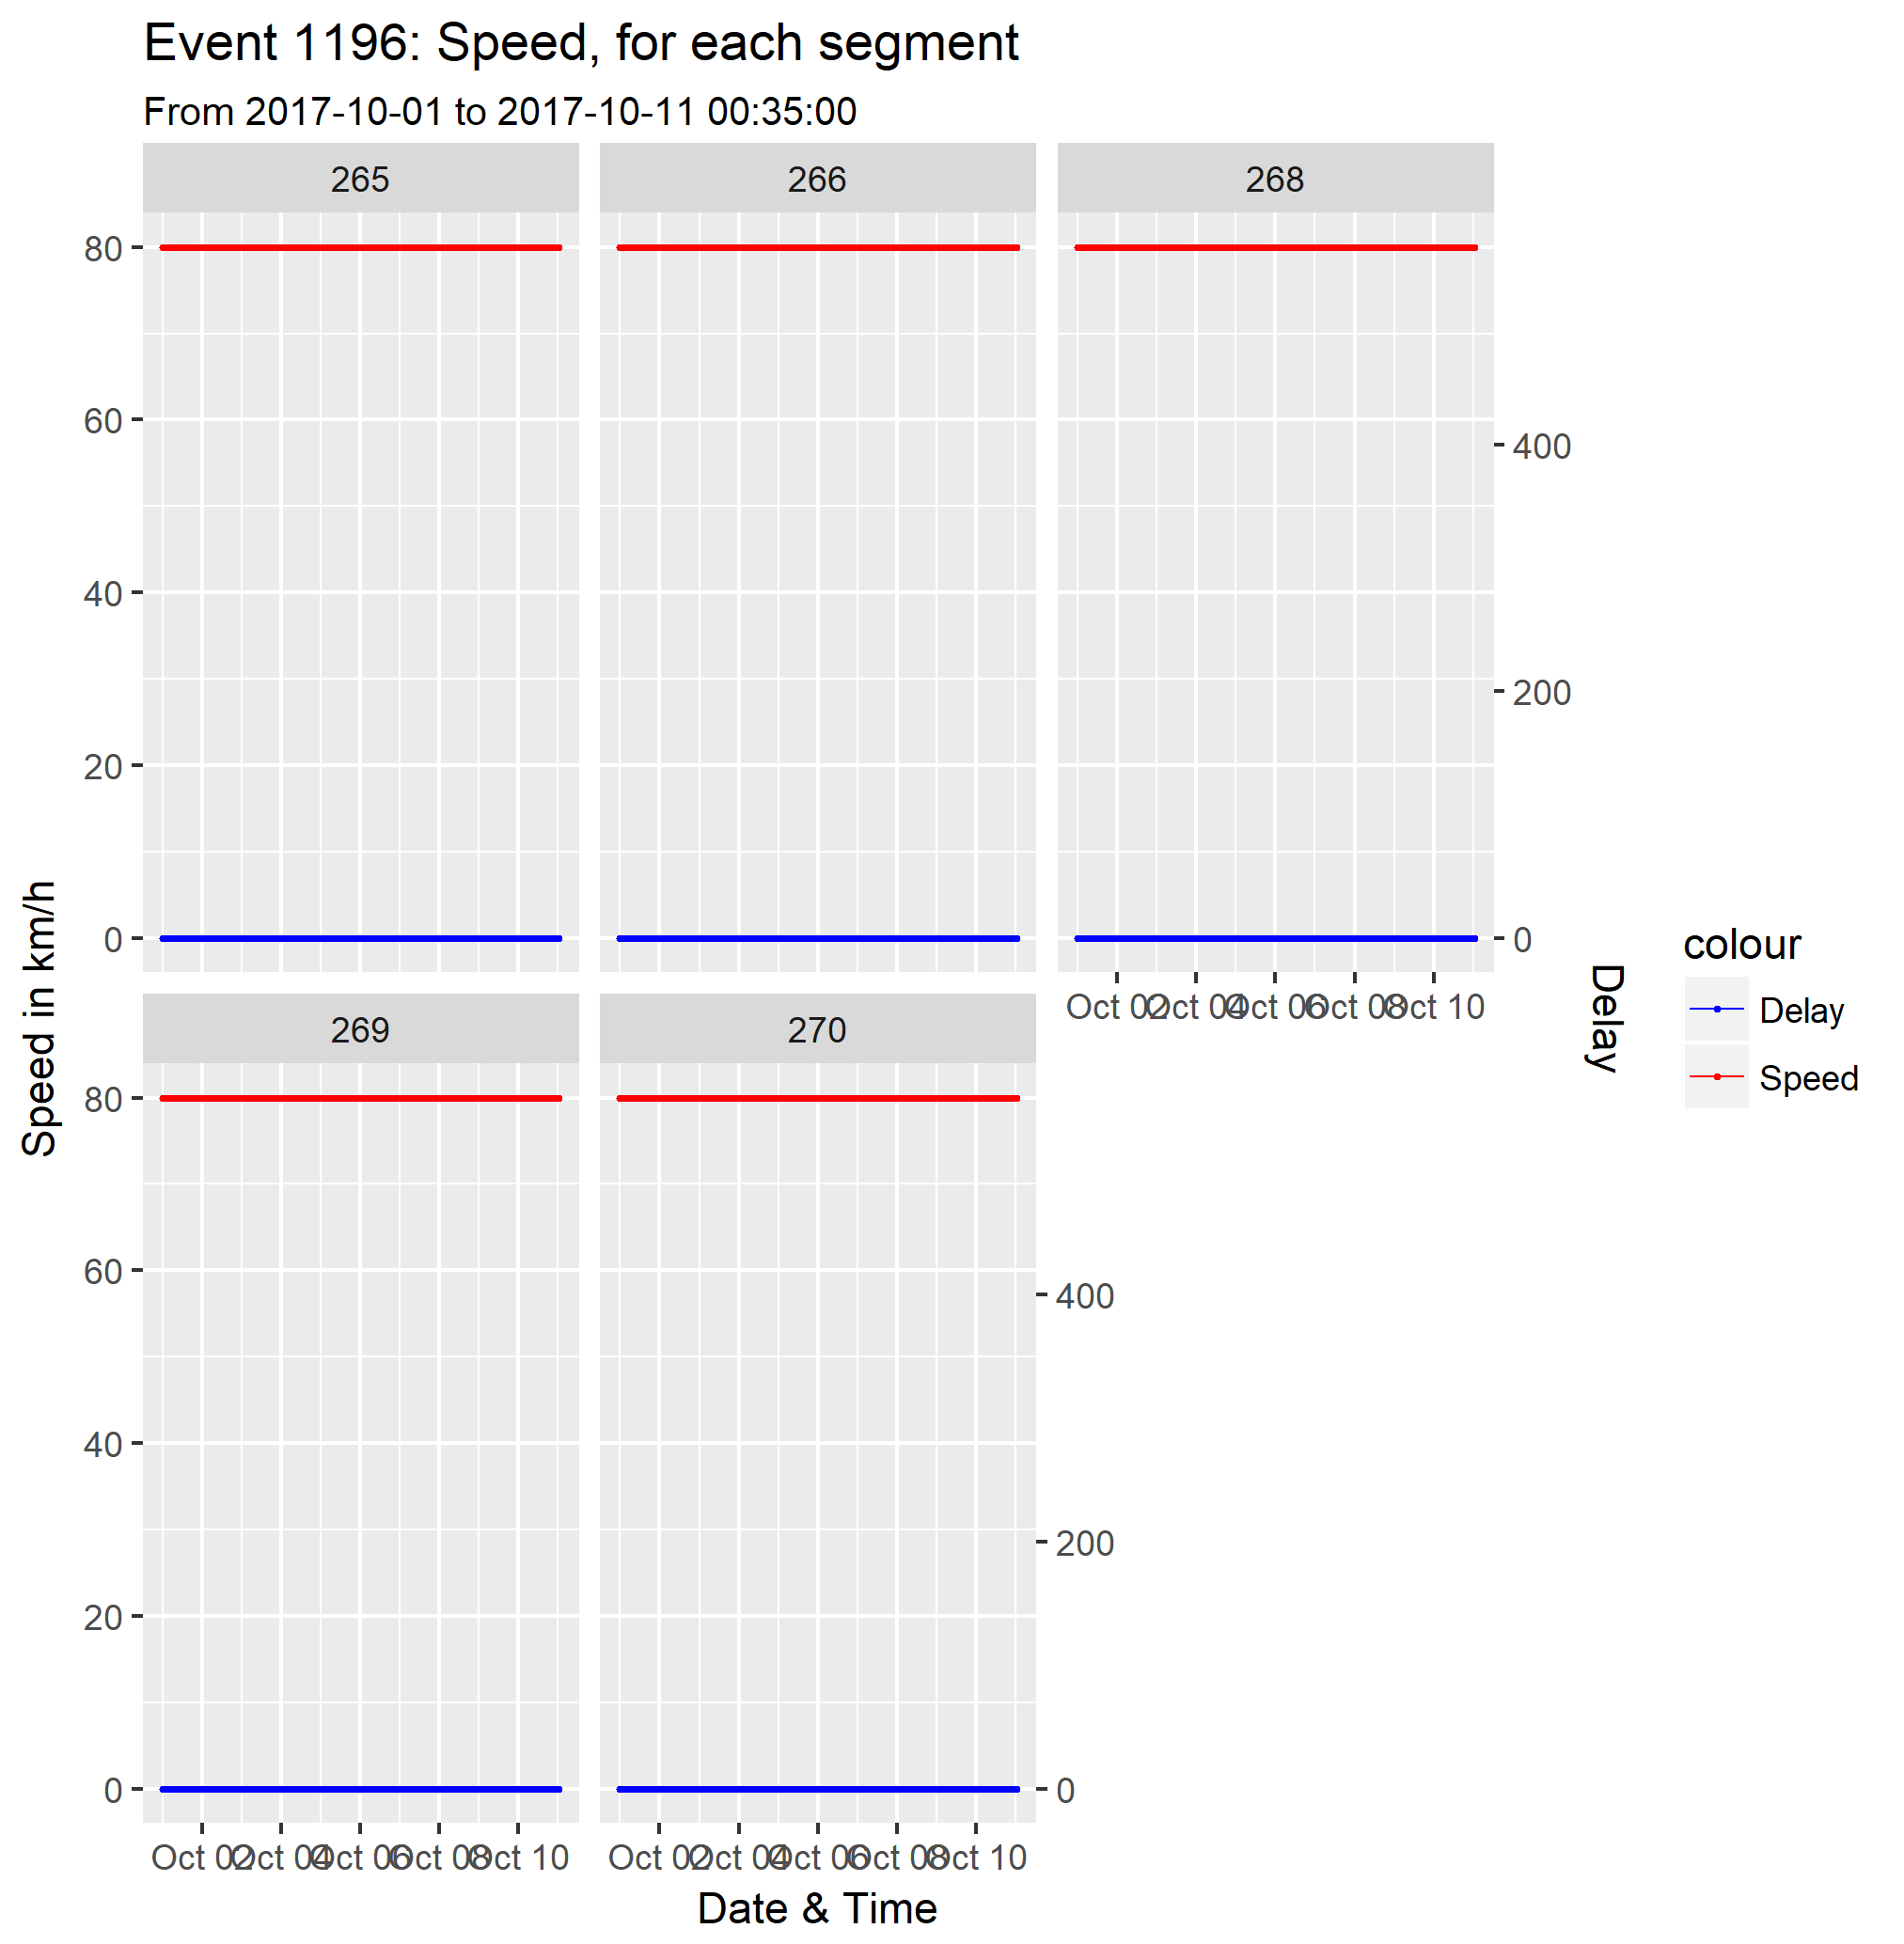 Event 1196: Speed, for each segment
From 2017-10-01 to 2017-10-11 00:35:00
265
266
268
80
60
40
20
0
400
200
0
Oct 02 Oct 04 Oct 06 Oct 08 Oct 10
Speed in km/h
Delay
colour
Delay
Speed
269
270
80
60
40
20
0
400
200
0
Oct 02 Oct 04 Oct 06 Oct 08 Oct 10
Oct 02 Oct 04 Oct 06 Oct 08 Oct 10
Date & Time